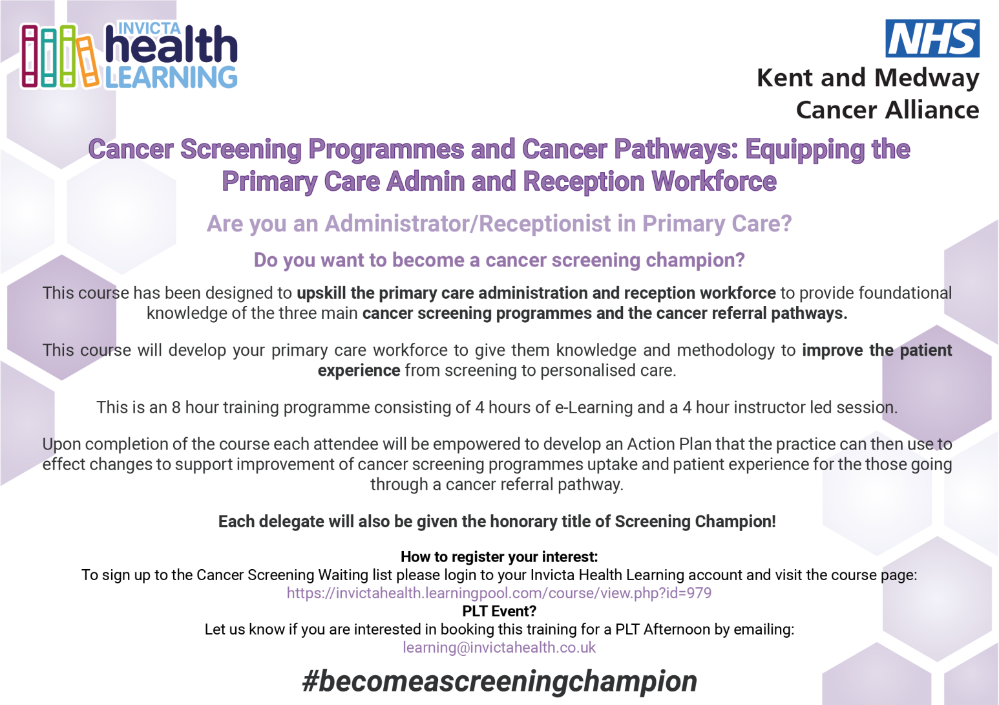 INVICTA
health
LEARNING
NHS
Kent and Medway
Cancer Alliance
Cancer Screening Programmes and Cancer Pathways: Equipping the
Primary Care Admin and Reception Workforce
Are you an Administrator/Receptionist in Primary Care?
Do you want to become a cancer screening champion?
This course has been designed to upskill the primary care administration and reception workforce to provide foundational
knowledge of the three main cancer screening programmes and the cancer referral pathways.
This course will develop your primary care workforce to give them knowledge and methodology to improve the patient
experience from screening to personalised care.
This is an 8 hour training programme consisting of 4 hours of e-Learning and a 4 hour instructor led session.
Upon completion of the course each attendee will be empowered to develop an Action Plan that the practice can then use to
effect changes to support improvement of cancer screening programmes uptake and patient experience for the those going
through a cancer referral pathway.
Each delegate will also be given the honorary title of Screening Champion!
How to register your interest:
To sign up to the Cancer Screening Waiting list please login to your Invicta Health Learning account and visit the course page:
https://invictahealth.learningpool.com/course/view.php?id=979
PLT Event?
Let us know if you are interested in booking this training for a PLT Afternoon by emailing:
learning@invictahealth.co.uk
#becomeascreeningchampion